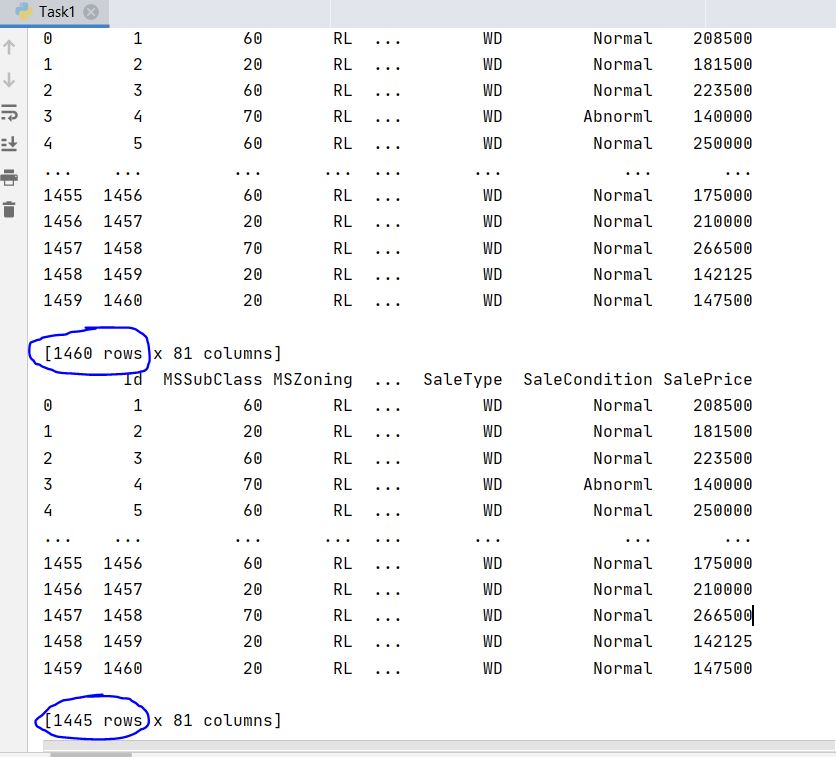 Task1
0 1 60 RL ... WD Normal 208500
1 2 20 RL ... WD Normal 181500
2 3 60 RL ... WD Normal 223500
3 4 70 RL ... WD Abnorml 140000
4 5 60 RL ... WD Normal 250000
... ... ... ... ... ... ... ...
1455 1456 60 RL ... WD Normal 175000
1456 1457 20 RL ... WD Normal 210000
1457 1458 70 RL ... WD Normal 266500
1458 1459 20 RL ... WD Normal 142125
1459 1460 20 RL ... WD Normal 147500
[1460 rows x 81 columns]
Id MSSubClass MSZoning ... SaleType SaleCondition SalePrice
0 1 60 RL ... WD Normal 208500
1 2 20 RL ... WD Normal 181500
2 3 60 RL ... WD Normal 223500
3 4 70 RL ... WD Abnorml 140000
4 5 60 RL ... WD Normal 250000
... ... ... ... ... ... ... ...
1455 1456 60 RL ... WD Normal 175000
1456 1457 20 RL ... WD Normal 210000
1457 1458 70 RL ... WD Normal 266500
1458 1459 20 RL ... WD Normal 142125
1459 1460 20 RL ... WD Normal 147500
[1445 rows x 81 columns]